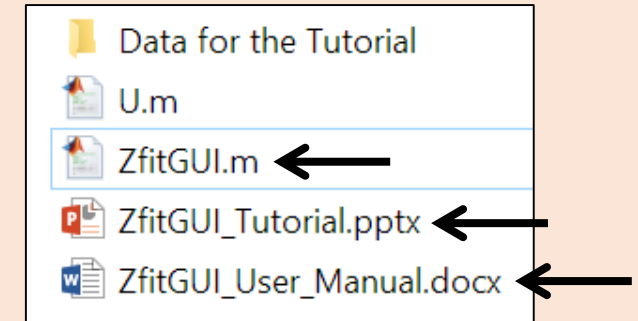 Data for the Tutorial
U.m
ZfitGUI.m
ZfitGUI_Tutorial.pptx
ZfitGUI_User_Manual.docx